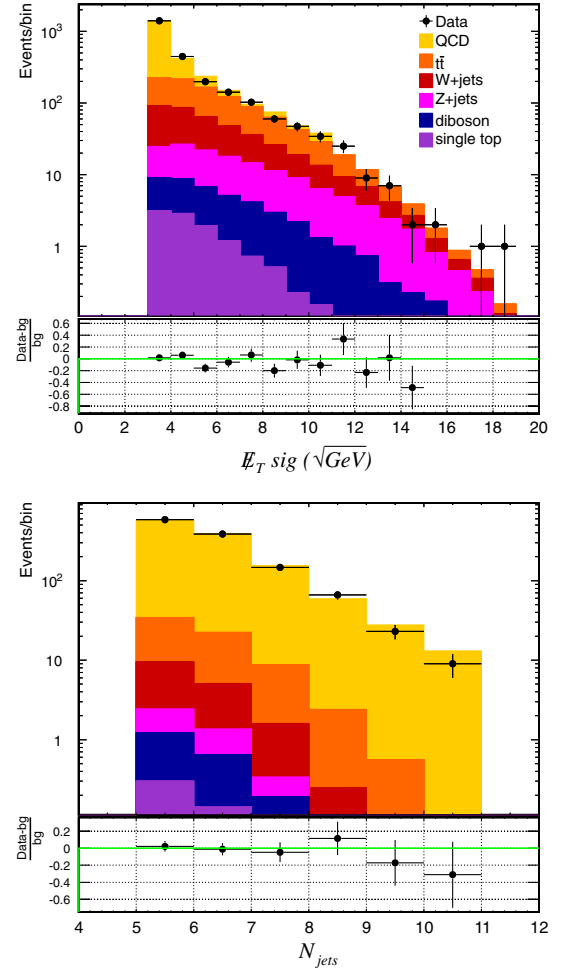 Events/bin
10³
10²
10
1
Data
QCD
tt̄
W+jets
Z+jets
diboson
single top
Data-bg
bg
0.6
0.4
0.2
0
-0.2
-0.4
-0.6
-0.8
0 2 4 6 8 10 12 14 16 18 20
E̸_T sig (√GeV)
Events/bin
10²
10
1
Data-bg
bg
0.2
0
-0.2
-0.4
-0.6
4 5 6 7 8 9 10 11 12
N_jets